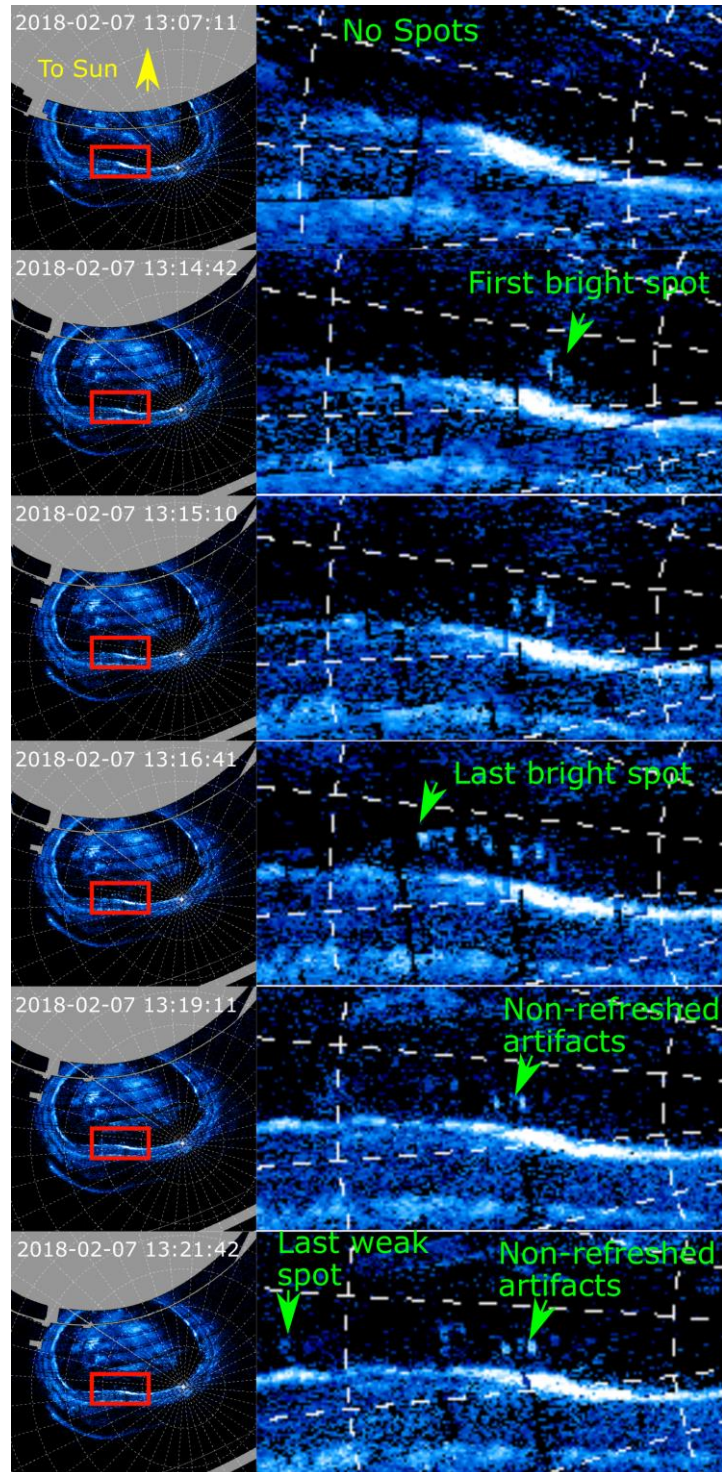 2018-02-07 13:07:11
To Sun
No Spots
2018-02-07 13:14:42
First bright spot
2018-02-07 13:15:10
2018-02-07 13:16:41
Last bright spot
2018-02-07 13:19:11
Non-refreshed
artifacts
2018-02-07 13:21:42
Last weak
spot
Non-refreshed
artifacts